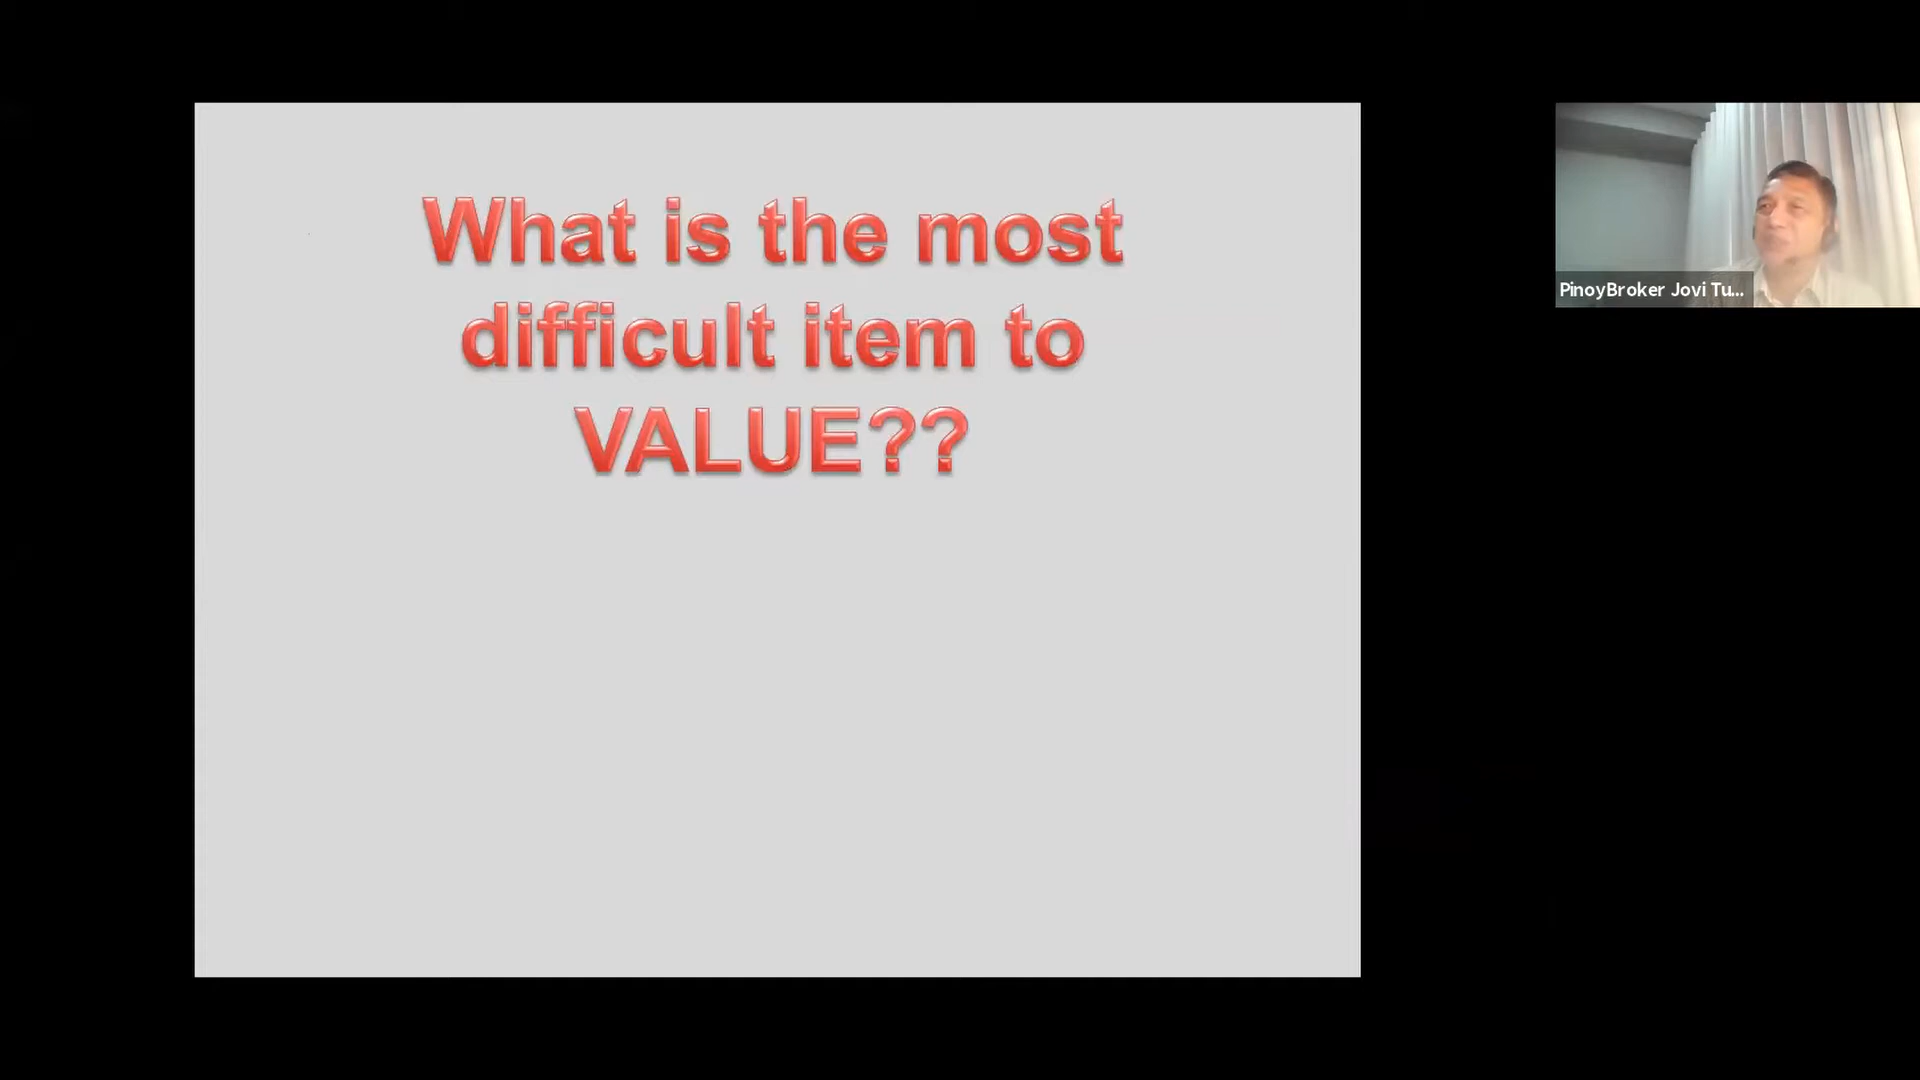 What is the most
difficult item to
VALUE??
PinoyBroker Jovi Tu...